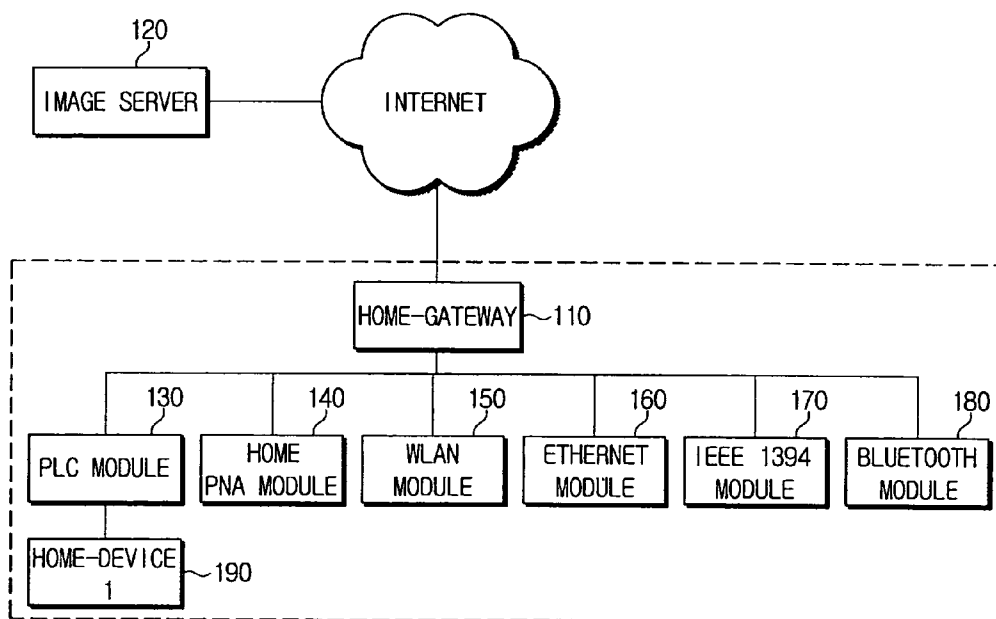 120
IMAGE SERVER
INTERNET
HOME-GATEWAY
110
130
140
150
160
170
180
PLC MODULE
HOME
PNA MODULE
WLAN
MODULE
ETHERNET
MODULE
IEEE 1394
MODULE
BLUETOOTH
MODULE
HOME-DEVICE
1
190